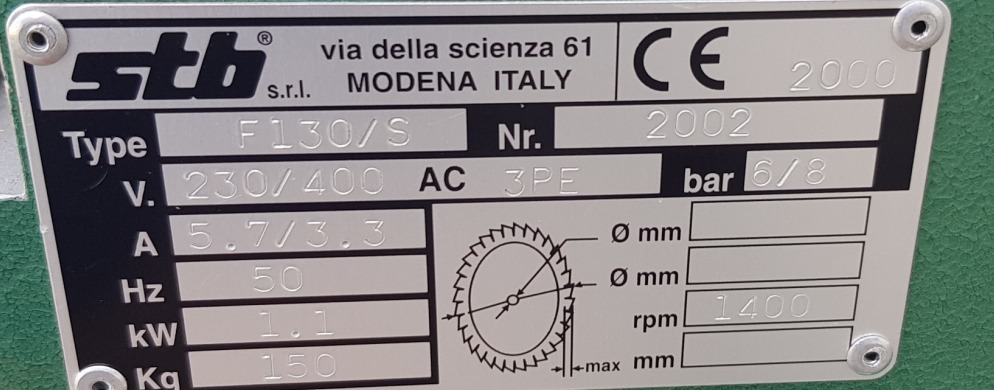 stb® s.r.l. via della scienza 61
MODENA ITALY
CE 2000
Type F130/S Nr. 2002
V. 230/400 AC 3PE bar 6/8
A 5.7/3.3
Hz 50
kW 1.1
Kg 150
Ø mm
Ø mm
rpm 1400
max mm